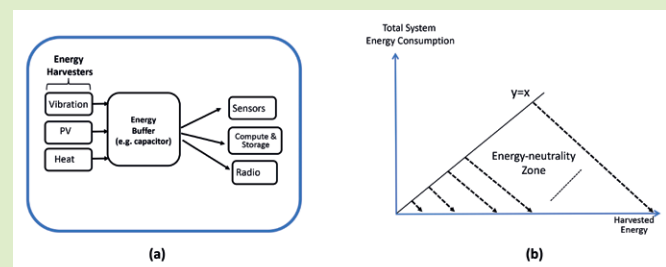 Energy
Harvesters
Vibration
PV
Heat
Energy
Buffer
(e.g. capacitor)
Sensors
Compute &
Storage
Radio
(a)
Total System
Energy Consumption
y=x
Energy-neutrality
Zone
Harvested
Energy
(b)